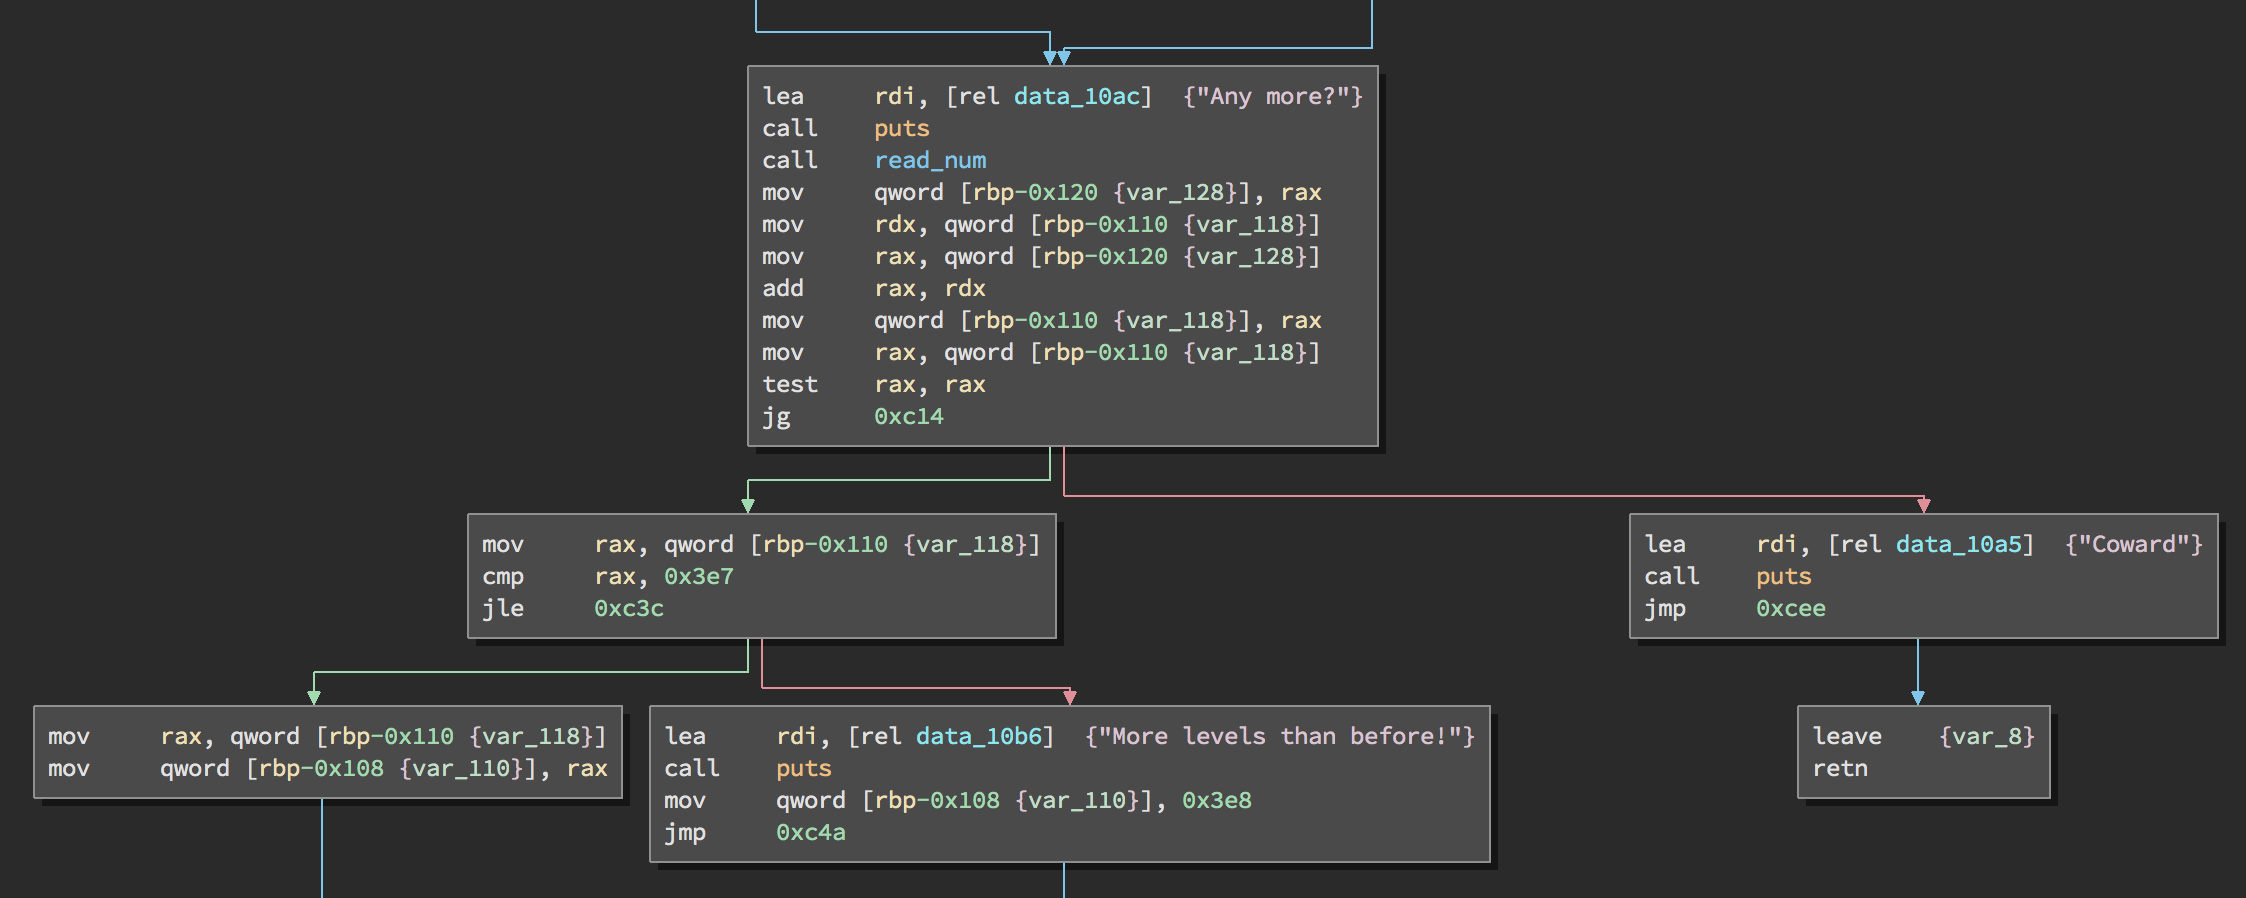 lea rdi, [rel data_10ac] {"Any more?"}
call puts
call read_num
mov qword [rbp-0x120 {var_128}], rax
mov rdx, qword [rbp-0x110 {var_118}]
mov rax, qword [rbp-0x120 {var_128}]
add rax, rdx
mov qword [rbp-0x110 {var_118}], rax
mov rax, qword [rbp-0x110 {var_118}]
test rax, rax
jg 0xc14
mov rax, qword [rbp-0x110 {var_118}]
cmp rax, 0x3e7
jle 0xc3c
lea rdi, [rel data_10a5] {"Coward"}
call puts
jmp 0xcee
mov rax, qword [rbp-0x110 {var_118}]
mov qword [rbp-0x108 {var_110}], rax
lea rdi, [rel data_10b6] {"More levels than before!"}
call puts
mov qword [rbp-0x108 {var_110}], 0x3e8
jmp 0xc4a
leave {var_8}
retn